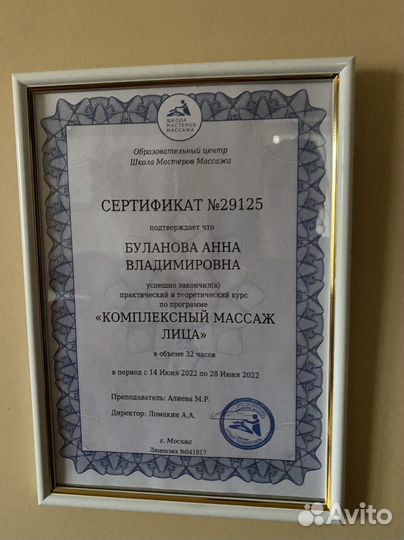 ШКОЛА
МАСТЕРОВ
МАССАЖА
Образовательный центр
Школа Мастеров Массажа
СЕРТИФИКАТ №29125
подтверждает что
БУЛАНОВА АННА
ВЛАДИМИРОВНА
успешно закончил(а)
практический и теоретический курс
по программе
«КОМПЛЕКСНЫЙ МАССАЖ
ЛИЦА»
в объеме 32 часов
в период с 14 Июня 2022 по 28 Июня 2022
Преподаватель: Алиева М.Р.
Директор: Ломакин А.А.
г. Москва
Лицензия №041017
Avito